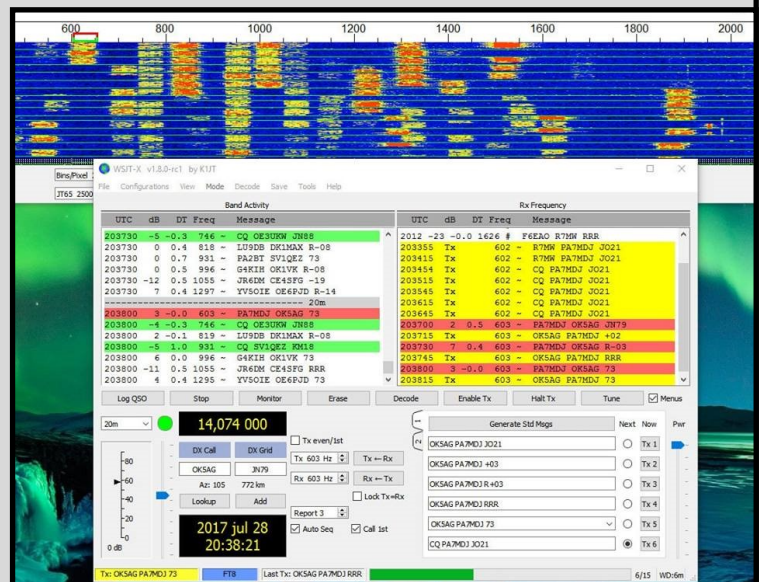 600 800 1000 1200 1400 1600 1800 2000
Bins/Pixel
JT65 2500
WSJT-X v1.8.0-rc1 by K1JT
File Configurations View Mode Decode Save Tools Help
Band Activity
UTC dB DT Freq Message
203730 -5 -0.3 746 ~ CQ OE3UKW JN88
203730 0 0.4 818 ~ LU9DB DK1MAX R-08
203730 0 0.7 931 ~ PA2BT SV1QEZ 73
203730 0 0.5 996 ~ G4KIH OK1VK R-08
203730 -12 0.5 1055 ~ JR6DM CE4SFG -19
203730 7 0.4 1297 ~ YV5OIE OE6PJD R-14
------------------------------------ 20m
203800 3 -0.0 603 ~ PA7MDJ OK5AG 73
203800 -4 -0.3 746 ~ CQ OE3UKW JN88
203800 2 -0.1 819 ~ LU9DB DK1MAX R-08
203800 -5 1.0 931 ~ CQ SV1QEZ KM18
203800 6 0.0 996 ~ G4KIH OK1VK 73
203800 -11 0.5 1055 ~ JR6DM CE4SFG RRR
203800 4 0.4 1295 ~ YV5OIE OE6PJD 73
Rx Frequency
UTC dB DT Freq Message
2012 -23 -0.0 1626 # F6EAO R7MW RRR
203355 Tx 602 ~ R7MW PA7MDJ JO21
203415 Tx 602 ~ R7MW PA7MDJ JO21
203454 Tx 602 ~ CQ PA7MDJ JO21
203515 Tx 602 ~ CQ PA7MDJ JO21
203545 Tx 602 ~ CQ PA7MDJ JO21
203615 Tx 602 ~ CQ PA7MDJ JO21
203645 Tx 602 ~ CQ PA7MDJ JO21
203700 2 0.5 603 ~ PA7MDJ OK5AG JN79
203715 Tx 603 ~ OK5AG PA7MDJ +02
203730 7 0.4 603 ~ PA7MDJ OK5AG R-03
203745 Tx 603 ~ OK5AG PA7MDJ RRR
203800 3 -0.0 603 ~ PA7MDJ OK5AG 73
203815 Tx 603 ~ OK5AG PA7MDJ 73
Log QSO Stop Monitor Erase Decode Enable Tx Halt Tx Tune Menus
20m 14,074 000
DX Call DX Grid
OK5AG JN79
Az: 105 772 km
Lookup Add
2017 jul 28
20:38:21
-80
-60
-40
-20
-0
0 dB
Tx even/1st
Tx 603 Hz Tx ← Rx
Rx 603 Hz Rx ← Tx
Lock Tx=Rx
Report 3
Auto Seq Call 1st
1
2
Generate Std Msgs Next Now Pwr
OK5AG PA7MDJ JO21 Tx 1
OK5AG PA7MDJ +03 Tx 2
OK5AG PA7MDJ R+03 Tx 3
OK5AG PA7MDJ RRR Tx 4
OK5AG PA7MDJ 73 Tx 5
CQ PA7MDJ JO21 Tx 6
Tx: OK5AG PA7MDJ 73 FT8 Last Tx: OK5AG PA7MDJ RRR 6/15 WD:6m